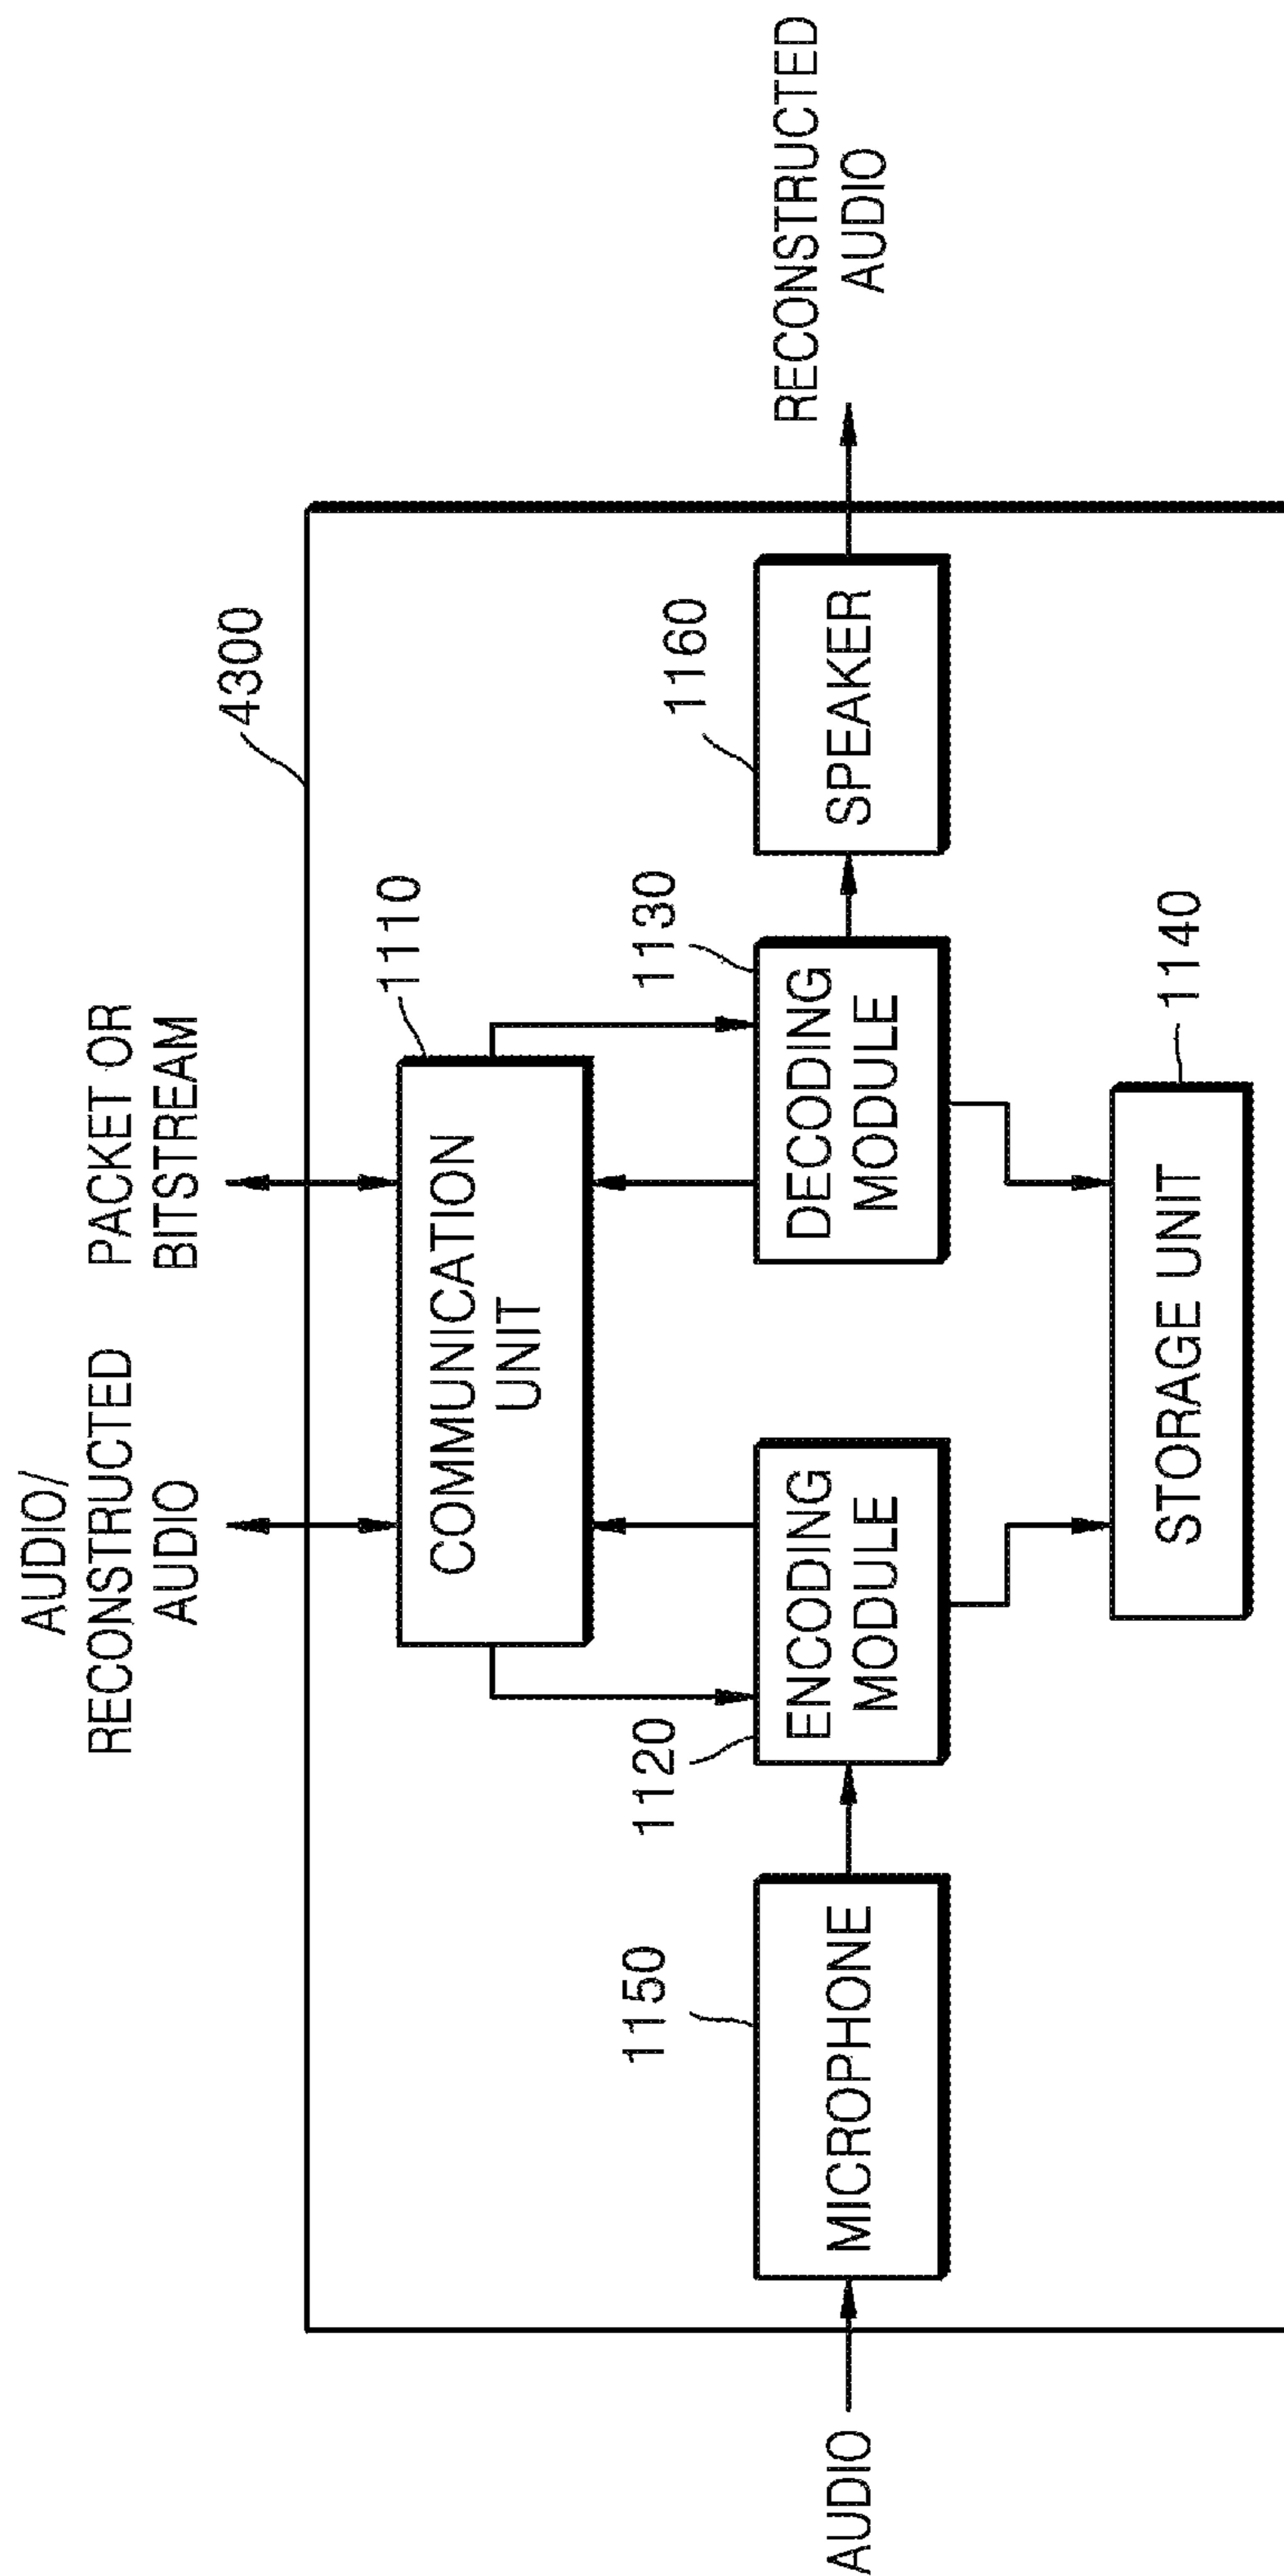 AUDIO/
RECONSTRUCTED
AUDIO
PACKET OR
BITSTREAM
4300
1110
COMMUNICATION
UNIT
1150
1120
1130
1160
AUDIO
MICROPHONE
ENCODING
MODULE
DECODING
MODULE
SPEAKER
RECONSTRUCTED
AUDIO
1140
STORAGE UNIT